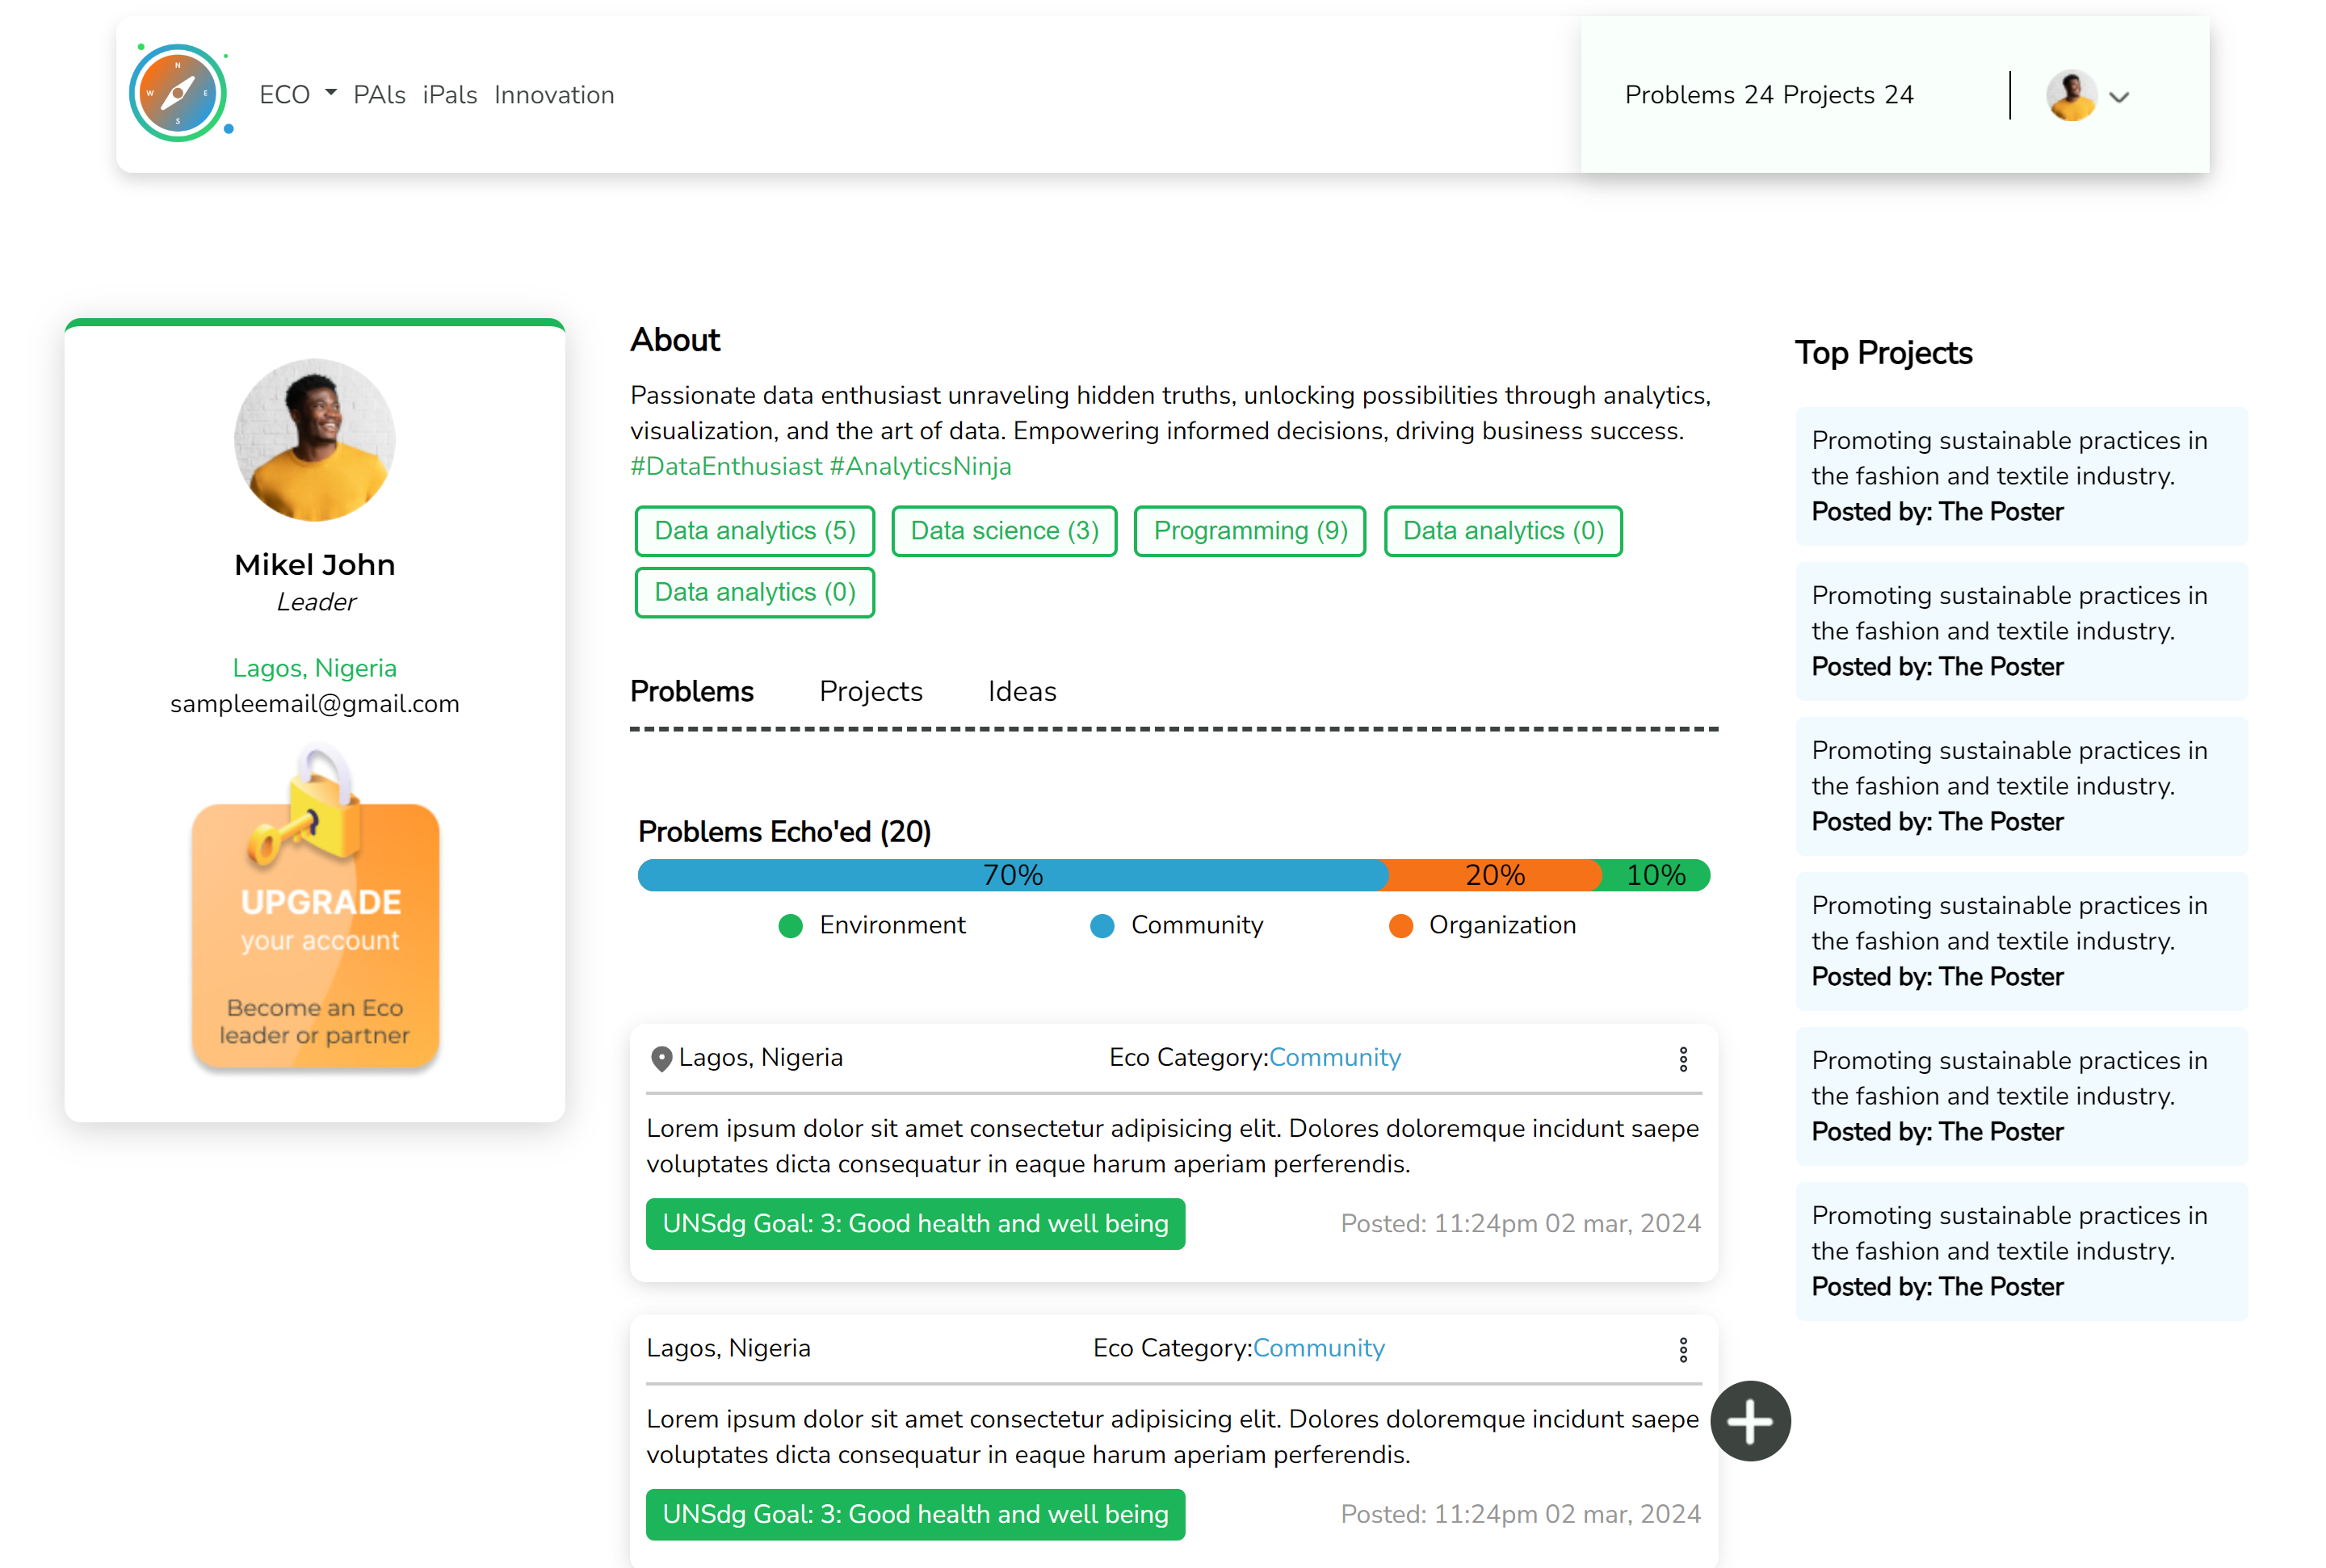 N
W E
S
ECO PAls iPals Innovation
Problems 24 Projects 24
Mikel John
Leader
Lagos, Nigeria
sampleemail@gmail.com
UPGRADE
your account
Become an Eco
leader or partner
About
Passionate data enthusiast unraveling hidden truths, unlocking possibilities through analytics,
visualization, and the art of data. Empowering informed decisions, driving business success.
#DataEnthusiast #AnalyticsNinja
Data analytics (5) Data science (3) Programming (9) Data analytics (0)
Data analytics (0)
Problems Projects Ideas
Problems Echo'ed (20)
70% 20% 10%
Environment Community Organization
Lagos, Nigeria Eco Category:Community
Lorem ipsum dolor sit amet consectetur adipisicing elit. Dolores doloremque incidunt saepe
voluptates dicta consequatur in eaque harum aperiam perferendis.
UNSdg Goal: 3: Good health and well being Posted: 11:24pm 02 mar, 2024
Lagos, Nigeria Eco Category:Community
Lorem ipsum dolor sit amet consectetur adipisicing elit. Dolores doloremque incidunt saepe
voluptates dicta consequatur in eaque harum aperiam perferendis.
UNSdg Goal: 3: Good health and well being Posted: 11:24pm 02 mar, 2024
Top Projects
Promoting sustainable practices in
the fashion and textile industry.
Posted by: The Poster
Promoting sustainable practices in
the fashion and textile industry.
Posted by: The Poster
Promoting sustainable practices in
the fashion and textile industry.
Posted by: The Poster
Promoting sustainable practices in
the fashion and textile industry.
Posted by: The Poster
Promoting sustainable practices in
the fashion and textile industry.
Posted by: The Poster
Promoting sustainable practices in
the fashion and textile industry.
Posted by: The Poster